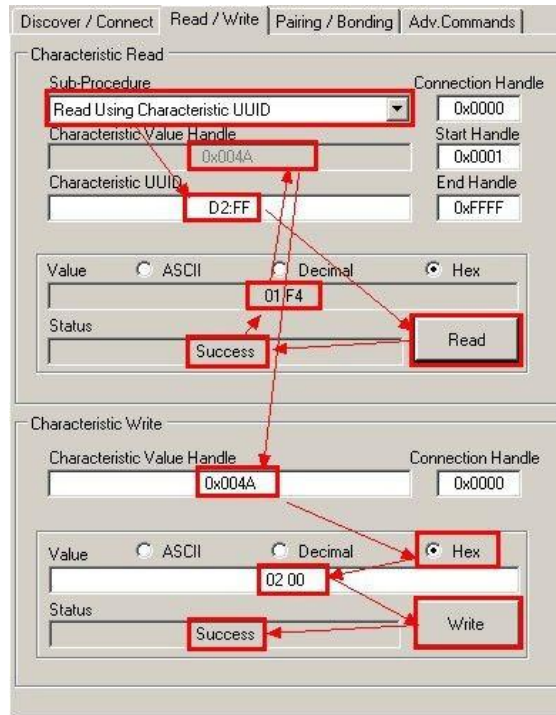 Discover / Connect Read / Write Pairing / Bonding Adv.Commands
Characteristic Read
Sub-Procedure Connection Handle
Read Using Characteristic UUID 0x0000
Characteristic Value Handle Start Handle
0x004A 0x0001
Characteristic UUID End Handle
D2:FF 0xFFFF
Value ASCII Decimal Hex
01 F4
Status
Success Read
Characteristic Write
Characteristic Value Handle Connection Handle
0x004A 0x0000
Value ASCII Decimal Hex
02 00
Status
Success Write